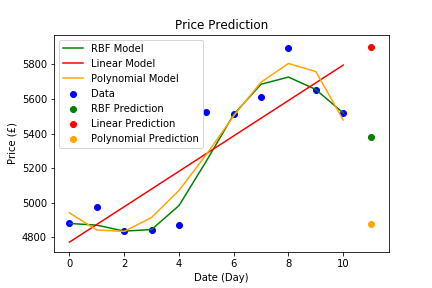 Price Prediction
RBF Model
Linear Model
Polynomial Model
Data
RBF Prediction
Linear Prediction
Polynomial Prediction
Price (£)
5800
5600
5400
5200
5000
4800
0 2 4 6 8 10
Date (Day)